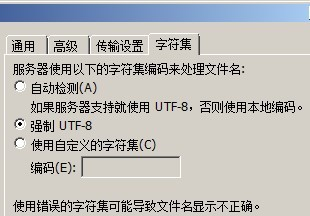 通用 高级 传输设置 字符集
服务器使用以下的字符集编码来处理文件名:
自动检测(A)
如果服务器支持就使用 UTF-8，否则使用本地编码。
强制 UTF-8
使用自定义的字符集(C)
编码(E):
使用错误的字符集可能导致文件名显示不正确。